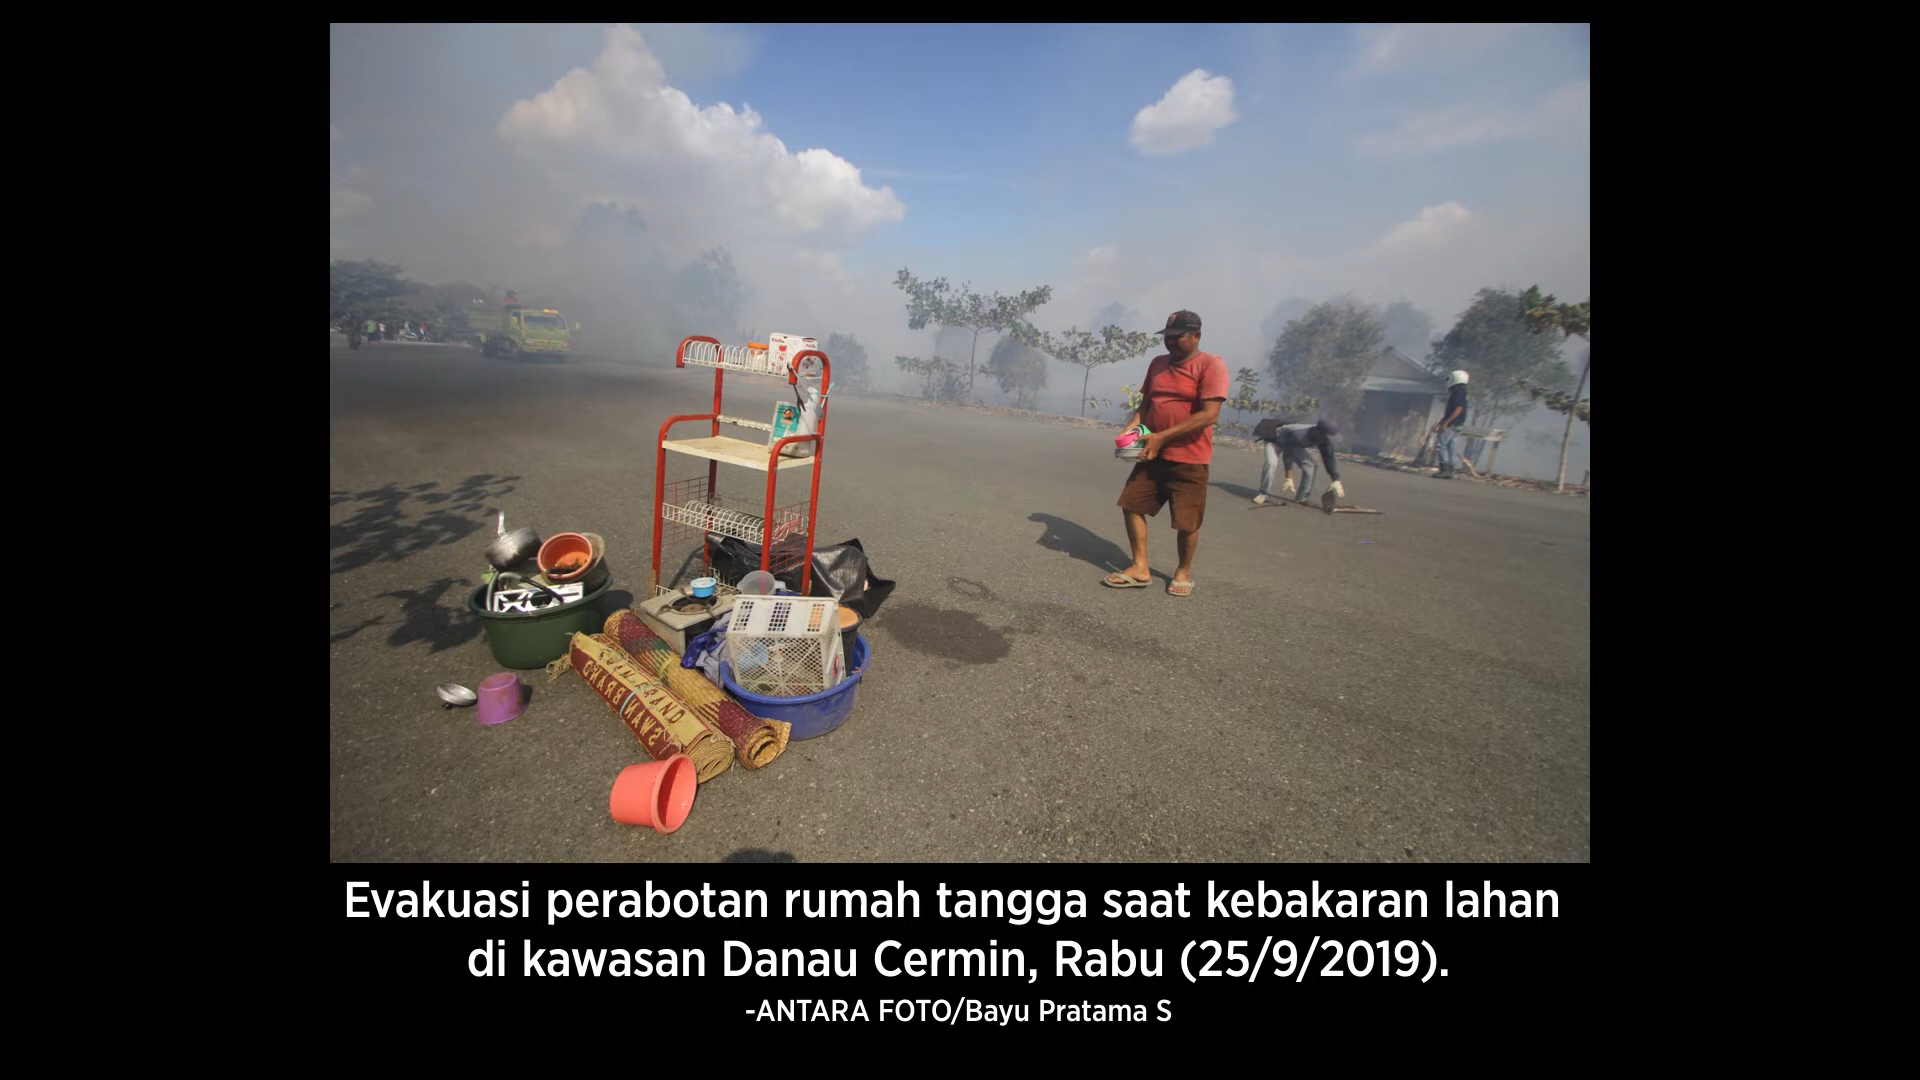 Evakuasi perabotan rumah tangga saat kebakaran lahan
di kawasan Danau Cermin, Rabu (25/9/2019).
-ANTARA FOTO/Bayu Pratama S